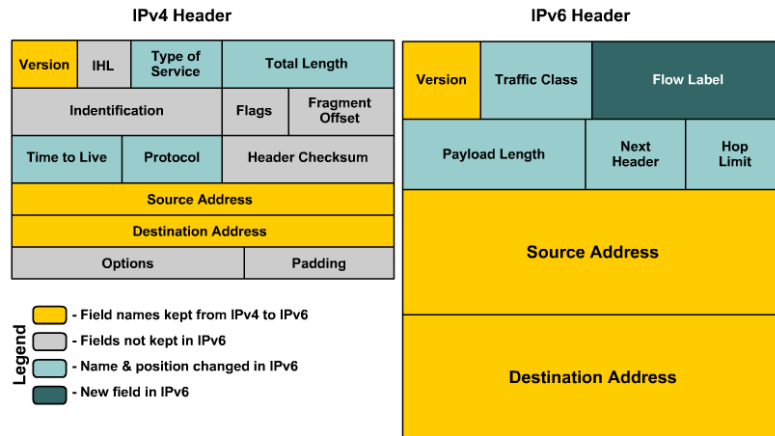 IPv4 Header
Version IHL Type of Service Total Length
Indentification Flags Fragment Offset
Time to Live Protocol Header Checksum
Source Address
Destination Address
Options Padding
Legend
- Field names kept from IPv4 to IPv6
- Fields not kept in IPv6
- Name & position changed in IPv6
- New field in IPv6
IPv6 Header
Version Traffic Class Flow Label
Payload Length Next Header Hop Limit
Source Address
Destination Address